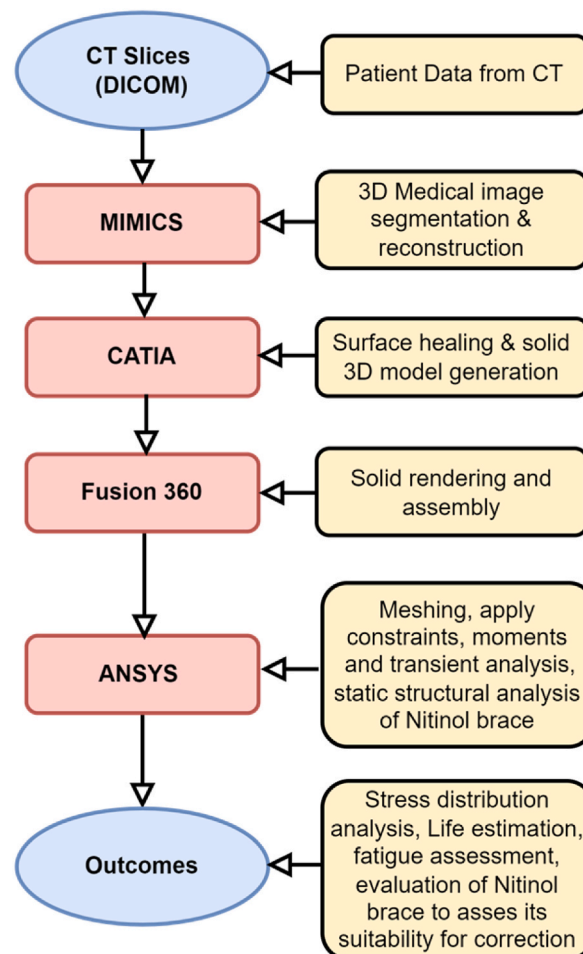 CT Slices
(DICOM)
Patient Data from CT
MIMICS
3D Medical image
segmentation &
reconstruction
CATIA
Surface healing & solid
3D model generation
Fusion 360
Solid rendering and
assembly
ANSYS
Meshing, apply
constraints, moments
and transient analysis,
static structural analysis
of Nitinol brace
Outcomes
Stress distribution
analysis, Life estimation,
fatigue assessment,
evaluation of Nitinol
brace to asses its
suitability for correction